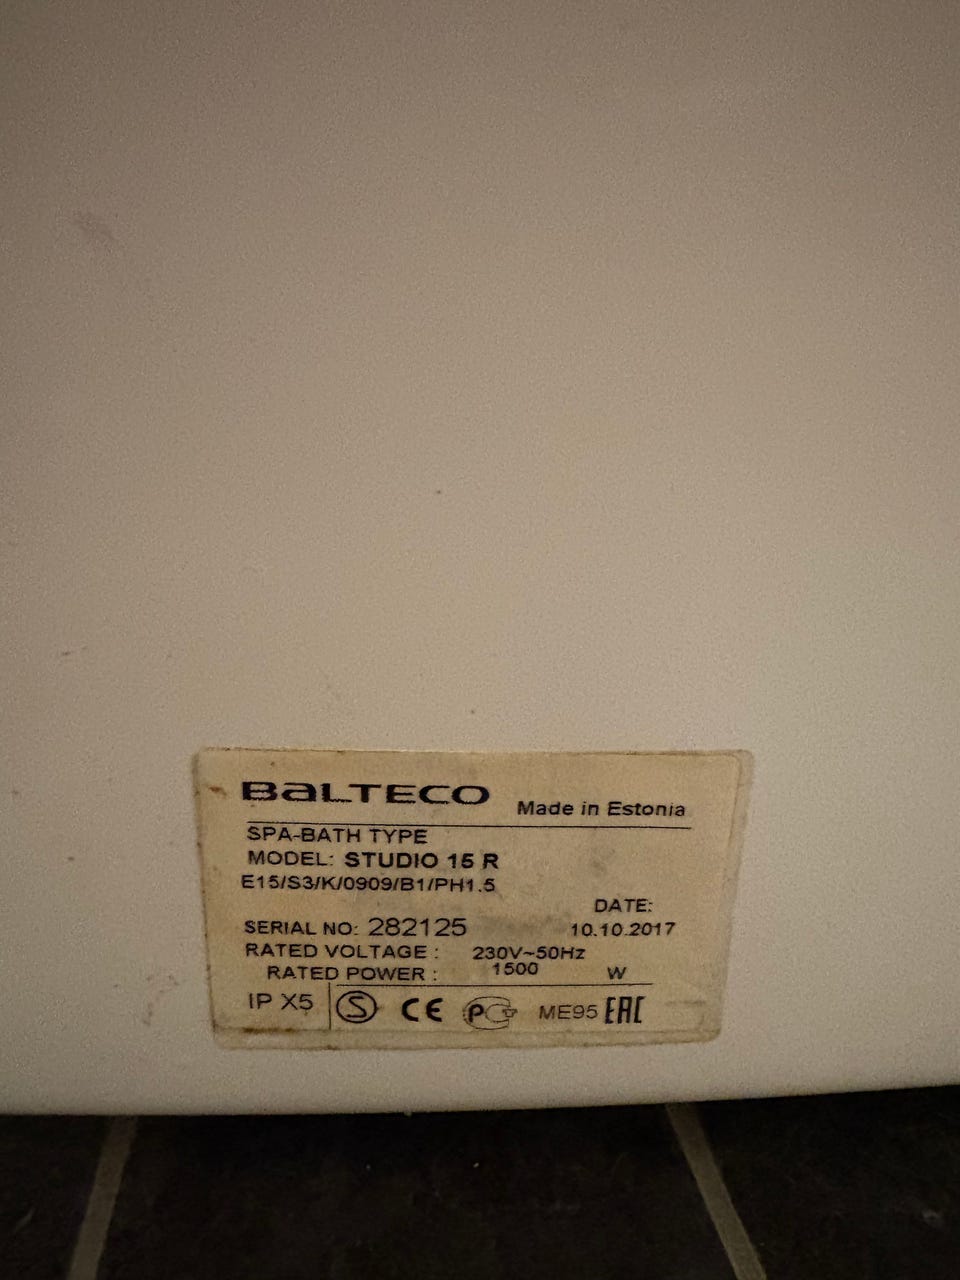 BaLTECO Made in Estonia
SPA-BATH TYPE
MODEL: STUDIO 15 R
E15/S3/K/0909/B1/PH1.5
DATE:
SERIAL NO: 282125 10.10.2017
RATED VOLTAGE : 230V~50Hz
RATED POWER : 1500 W
IP X5 S CE PCT ME95 EAC